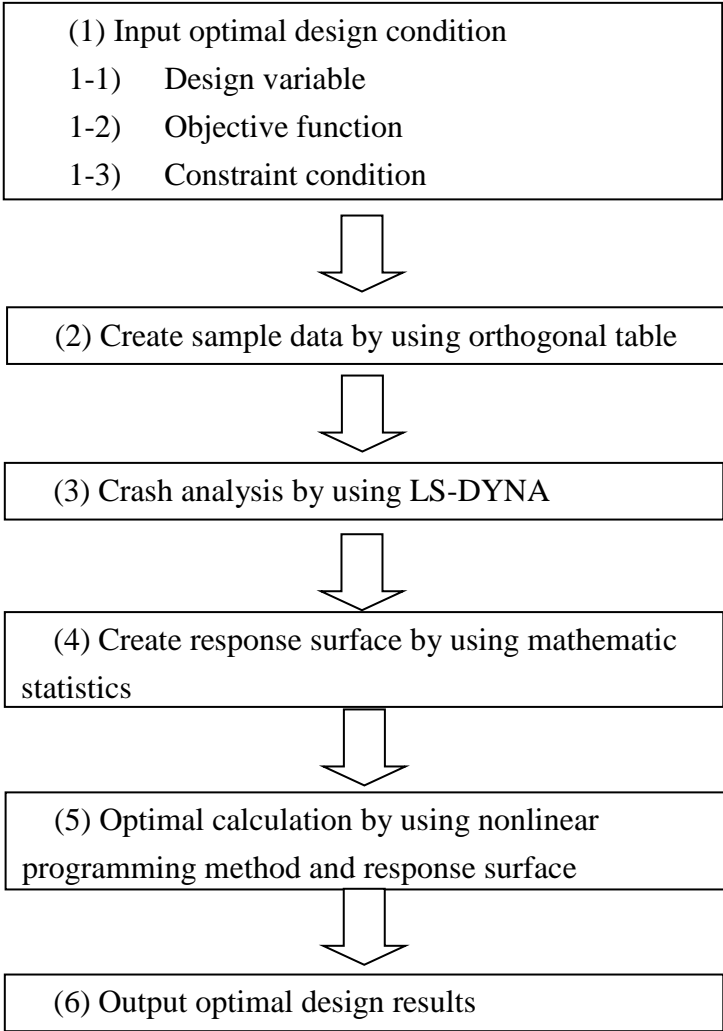 (1) Input optimal design condition
1-1) Design variable
1-2) Objective function
1-3) Constraint condition
(2) Create sample data by using orthogonal table
(3) Crash analysis by using LS-DYNA
(4) Create response surface by using mathematic
statistics
(5) Optimal calculation by using nonlinear
programming method and response surface
(6) Output optimal design results